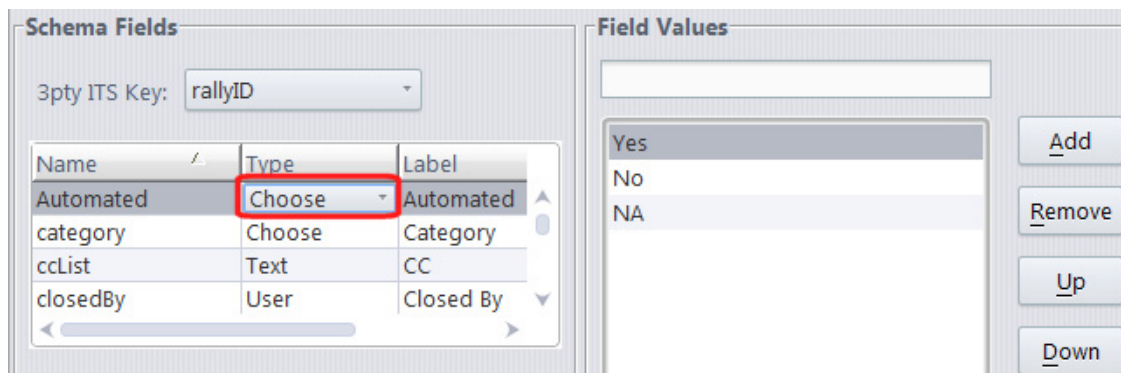 Schema Fields
3pty ITS Key: rallyID
Name Type Label
Automated Choose Automated
category Choose Category
ccList Text CC
closedBy User Closed By
Field Values
Yes
No
NA
Add
Remove
Up
Down